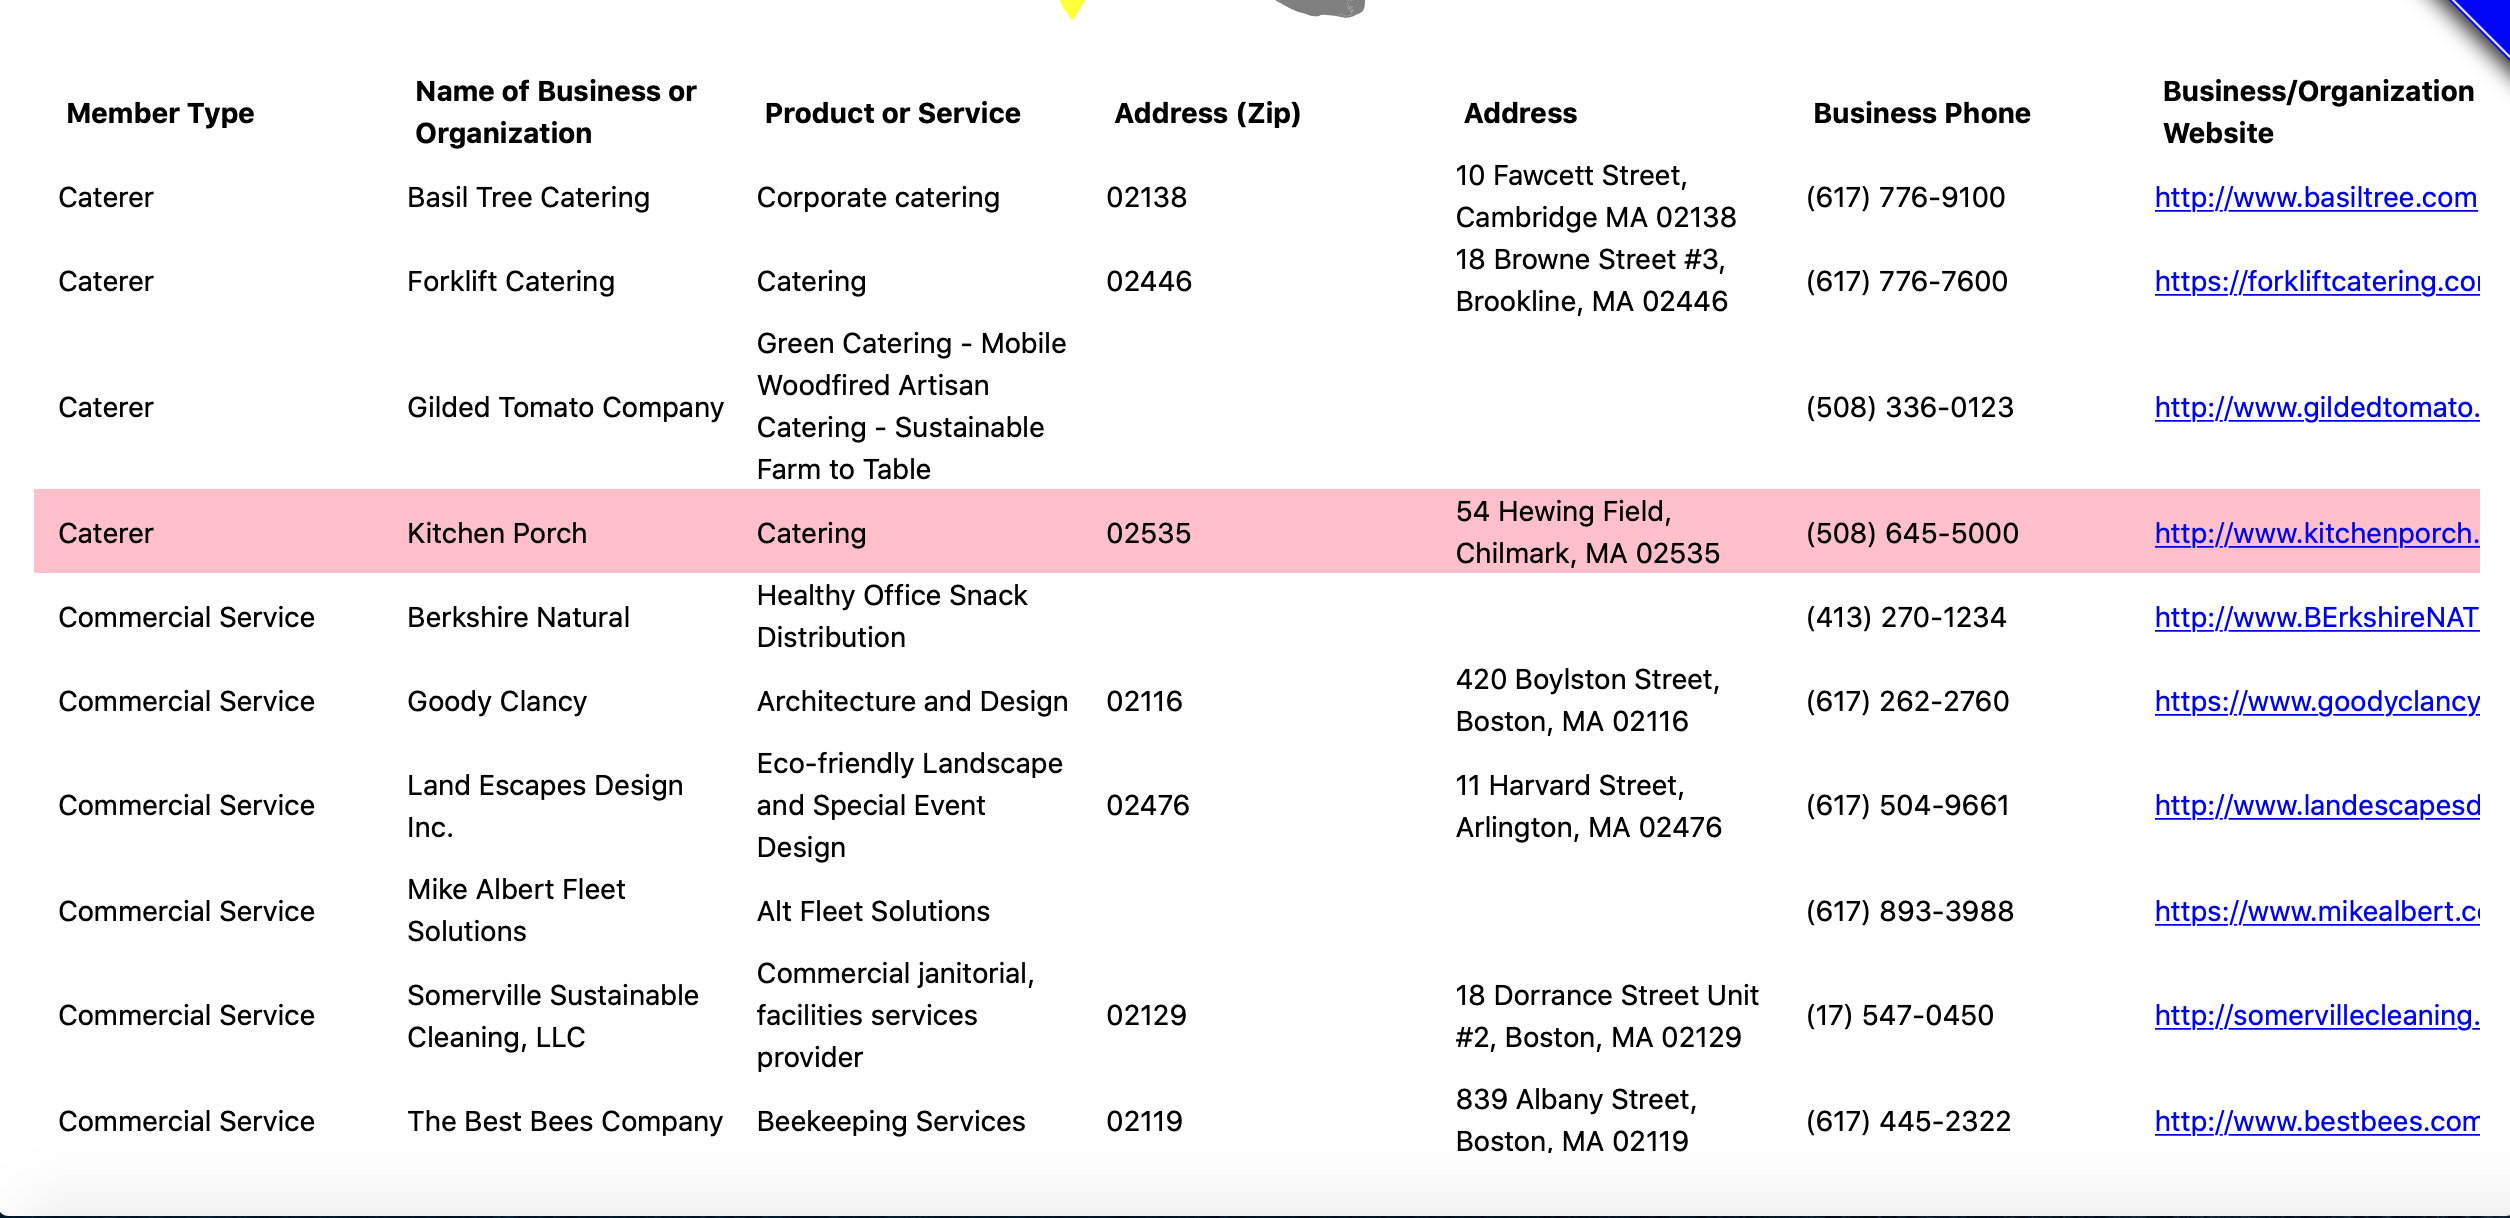 Member Type
Name of Business or
Organization
Product or Service
Address (Zip)
Address
Business Phone
Business/Organization
Website
Caterer
Basil Tree Catering
Corporate catering
02138
10 Fawcett Street,
Cambridge MA 02138
(617) 776-9100
http://www.basiltree.com
Caterer
Forklift Catering
Catering
02446
18 Browne Street #3,
Brookline, MA 02446
(617) 776-7600
https://forkliftcatering.co
Caterer
Gilded Tomato Company
Green Catering - Mobile
Woodfired Artisan
Catering - Sustainable
Farm to Table
(508) 336-0123
http://www.gildedtomato.
Caterer
Kitchen Porch
Catering
02535
54 Hewing Field,
Chilmark, MA 02535
(508) 645-5000
http://www.kitchenporch.
Commercial Service
Berkshire Natural
Healthy Office Snack
Distribution
(413) 270-1234
http://www.BErkshireNAT
Commercial Service
Goody Clancy
Architecture and Design
02116
420 Boylston Street,
Boston, MA 02116
(617) 262-2760
https://www.goodyclancy
Commercial Service
Land Escapes Design
Inc.
Eco-friendly Landscape
and Special Event
Design
02476
11 Harvard Street,
Arlington, MA 02476
(617) 504-9661
http://www.landescapesd
Commercial Service
Mike Albert Fleet
Solutions
Alt Fleet Solutions
(617) 893-3988
https://www.mikealbert.c
Commercial Service
Somerville Sustainable
Cleaning, LLC
Commercial janitorial,
facilities services
provider
02129
18 Dorrance Street Unit
#2, Boston, MA 02129
(17) 547-0450
http://somervillecleaning.
Commercial Service
The Best Bees Company
Beekeeping Services
02119
839 Albany Street,
Boston, MA 02119
(617) 445-2322
http://www.bestbees.com